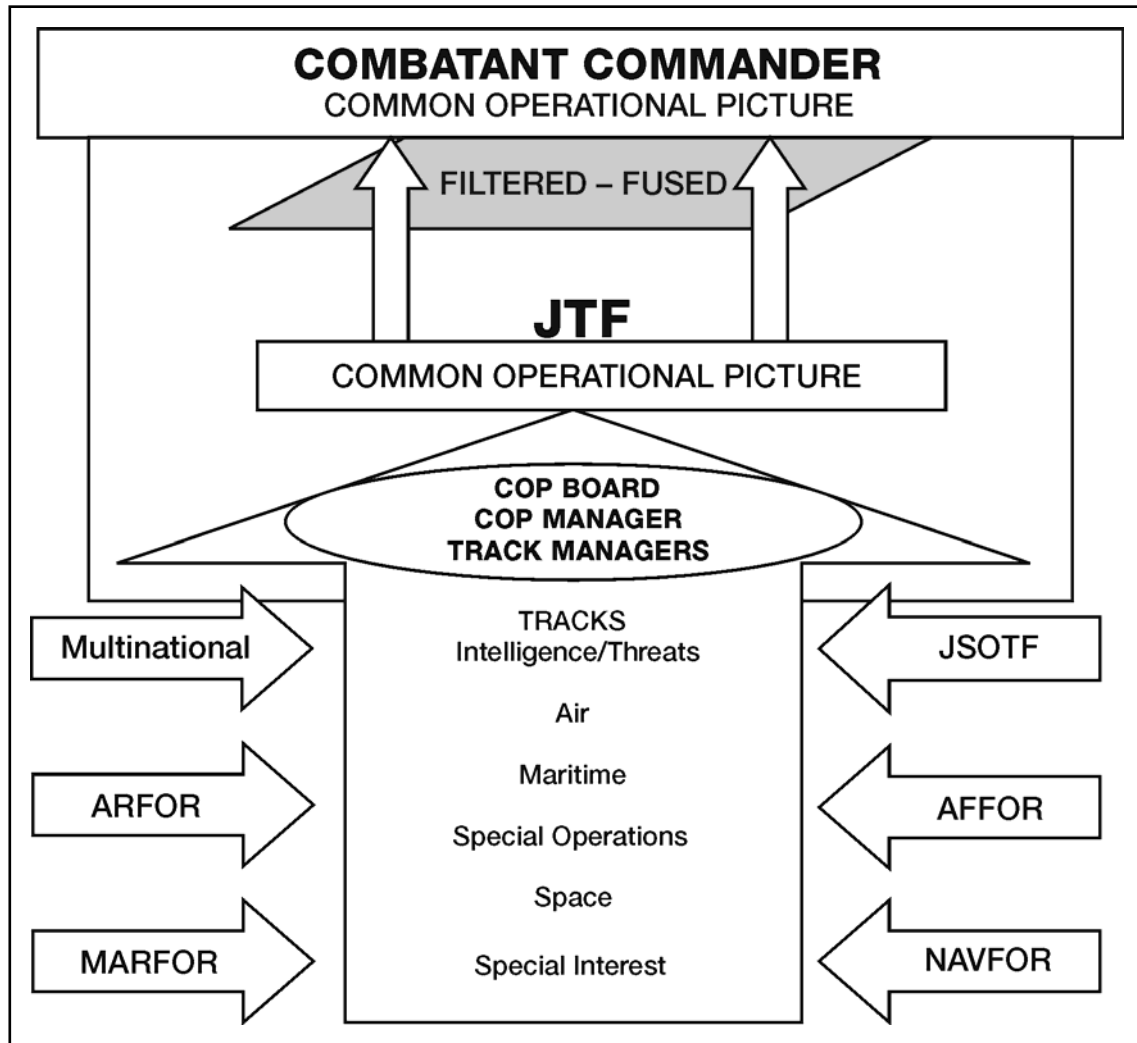 COMBATANT COMMANDER
COMMON OPERATIONAL PICTURE
FILTERED – FUSED
JTF
COMMON OPERATIONAL PICTURE
COP BOARD
COP MANAGER
TRACK MANAGERS
TRACKS
Intelligence/Threats
Air
Maritime
Special Operations
Space
Special Interest
Multinational
ARFOR
MARFOR
JSOTF
AFFOR
NAVFOR